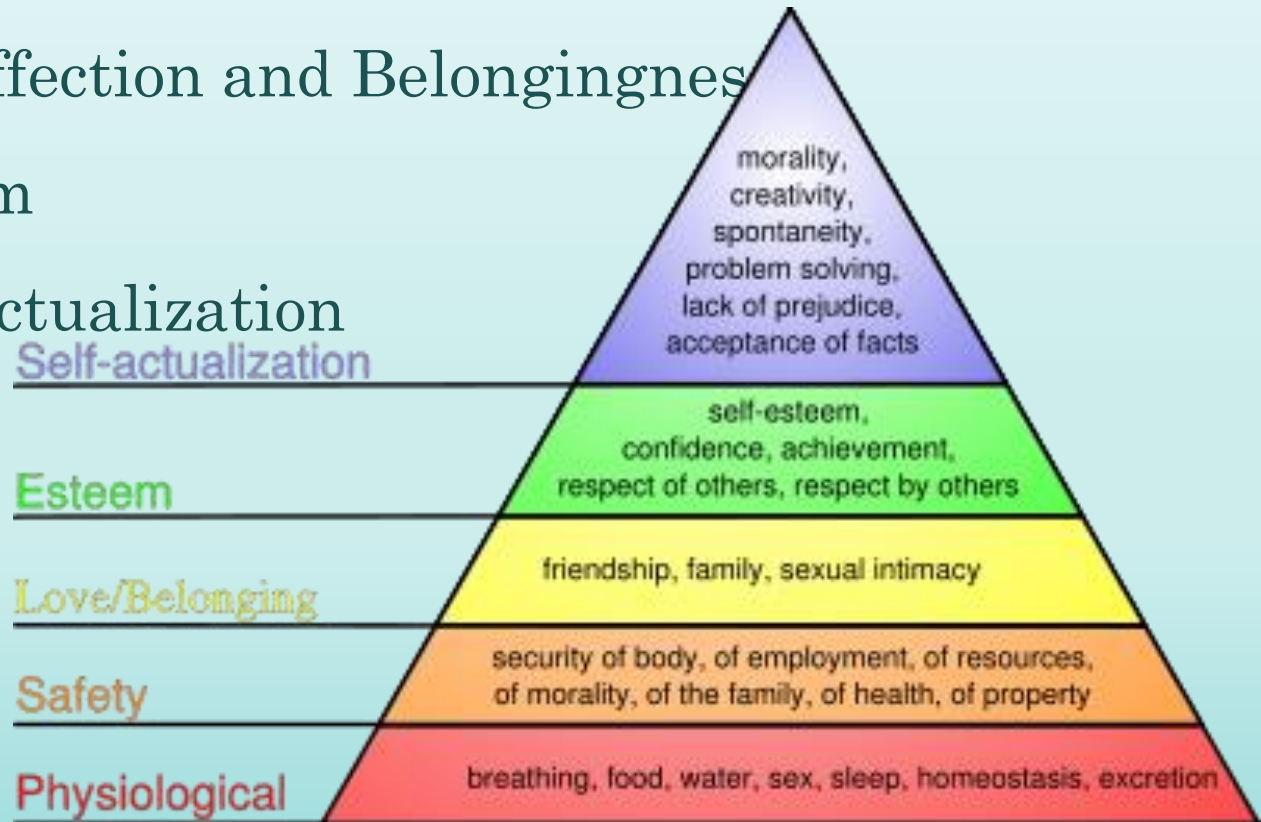 ffection and Belongingnes
m
ctualization
Self-actualization
morality,
creativity,
spontaneity,
problem solving,
lack of prejudice,
acceptance of facts
Esteem
self-esteem,
confidence, achievement,
respect of others, respect by others
Love/Belonging
friendship, family, sexual intimacy
Safety
security of body, of employment, of resources,
of morality, of the family, of health, of property
Physiological
breathing, food, water, sex, sleep, homeostasis, excretion